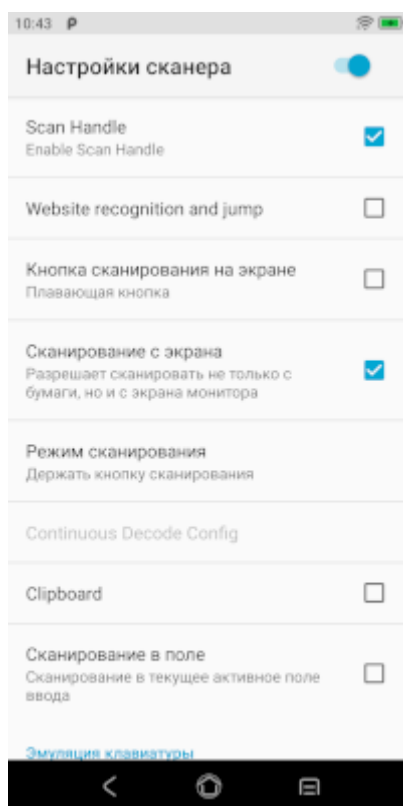 10:43 P
Настройки сканера
Scan Handle
Enable Scan Handle
Website recognition and jump
Кнопка сканирования на экране
Плавающая кнопка
Сканирование с экрана
Разрешает сканировать не только с
бумаги, но и с экрана монитора
Режим сканирования
Держать кнопку сканирования
Continuous Decode Config
Clipboard
Сканирование в поле
Сканирование в текущее активное поле
ввода
Эмуляция клавиатуры